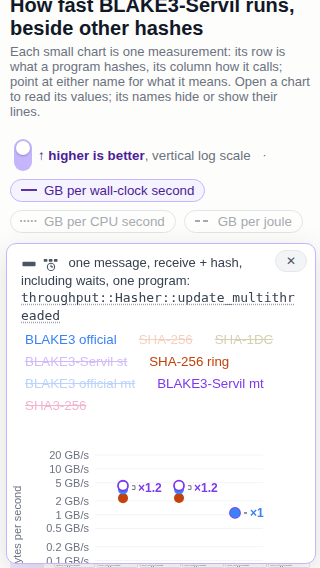 How fast BLAKE3-Servil runs,
beside other hashes
Each small chart is one measurement: its row is
what a program hashes, its column how it calls;
point at either name for what it means. Open a chart
to read its values; its names hide or show their
lines.
↑ higher is better, vertical log scale ·
GB per wall-clock second
GB per CPU second
GB per joule
one message, receive + hash,
including waits, one program:
throughput::Hasher::update_multithr
eaded
BLAKE3 official SHA-256 SHA-1DC
BLAKE3-Servil st SHA-256 ring
BLAKE3 official mt BLAKE3-Servil mt
SHA3-256
20 GB/s
10 GB/s
5 GB/s
2 GB/s
1 GB/s
0.5 GB/s
0.2 GB/s
0.1 GB/s
×1.2
×1.2
×1
ytes per second